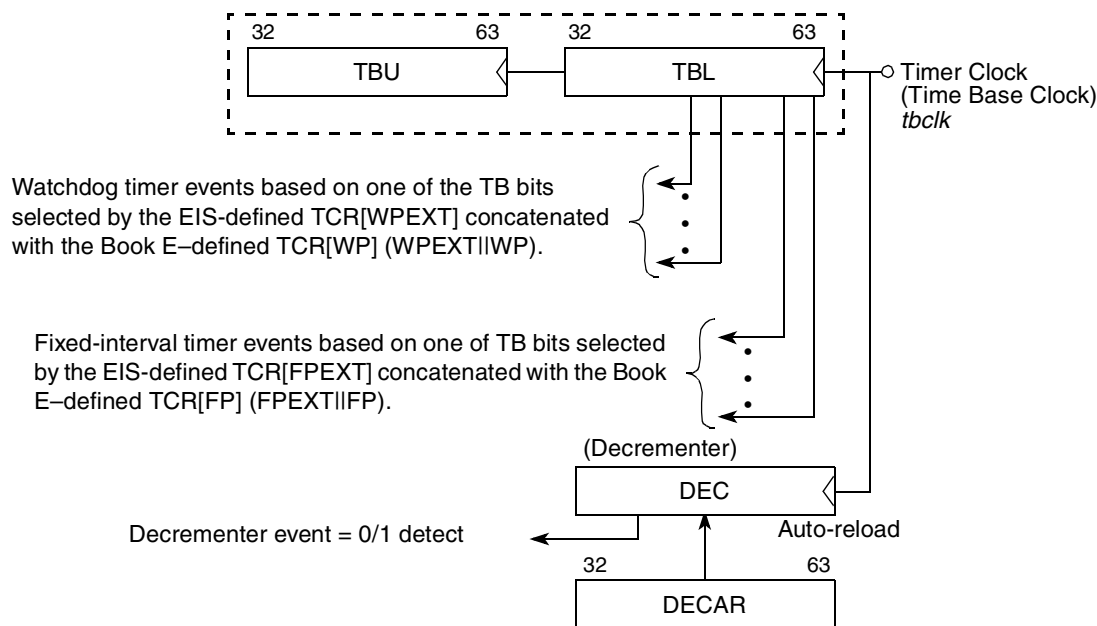 32 63 32 63
TBU TBL
Timer Clock
(Time Base Clock)
tbclk
Watchdog timer events based on one of the TB bits
selected by the EIS-defined TCR[WPEXT] concatenated
with the Book E–defined TCR[WP] (WPEXT||WP).
Fixed-interval timer events based on one of TB bits selected
by the EIS-defined TCR[FPEXT] concatenated with the Book
E–defined TCR[FP] (FPEXT||FP).
(Decrementer)
DEC
Decrementer event = 0/1 detect
Auto-reload
32 63
DECAR